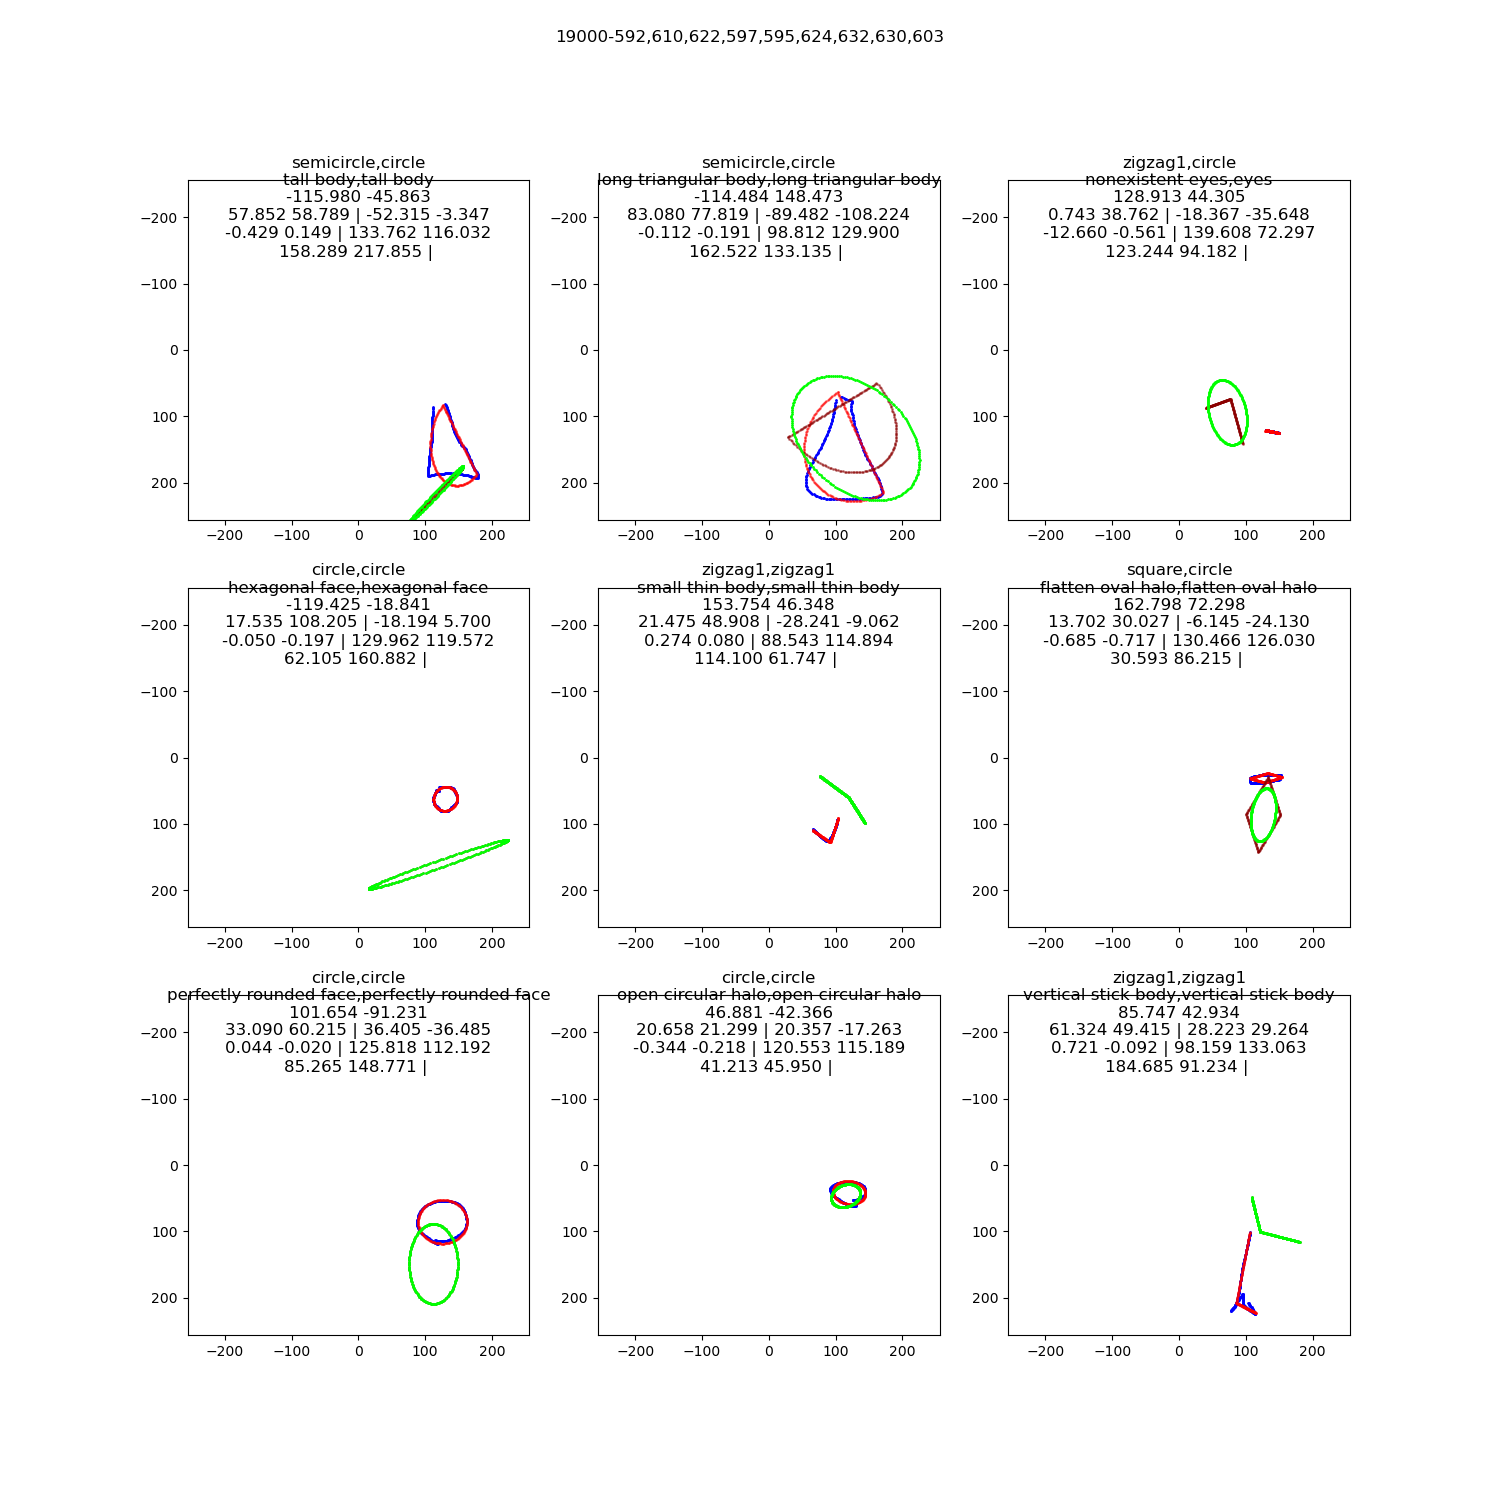 19000-592,610,622,597,595,624,632,630,603
semicircle,circle
tall body,tall body
-115.980 -45.863
57.852 58.789 | -52.315 -3.347
-0.429 0.149 | 133.762 116.032
158.289 217.855 |
−200
−100
0
100
200
−200 −100 0 100 200
semicircle,circle
long triangular body,long triangular body
-114.484 148.473
83.080 77.819 | -89.482 -108.224
-0.112 -0.191 | 98.812 129.900
162.522 133.135 |
−200
−100
0
100
200
−200 −100 0 100 200
zigzag1,circle
nonexistent eyes,eyes
128.913 44.305
0.743 38.762 | -18.367 -35.648
-12.660 -0.561 | 139.608 72.297
123.244 94.182 |
−200
−100
0
100
200
−200 −100 0 100 200
circle,circle
hexagonal face,hexagonal face
-119.425 -18.841
17.535 108.205 | -18.194 5.700
-0.050 -0.197 | 129.962 119.572
62.105 160.882 |
−200
−100
0
100
200
−200 −100 0 100 200
zigzag1,zigzag1
small thin body,small thin body
153.754 46.348
21.475 48.908 | -28.241 -9.062
0.274 0.080 | 88.543 114.894
114.100 61.747 |
−200
−100
0
100
200
−200 −100 0 100 200
square,circle
flatten oval halo,flatten oval halo
162.798 72.298
13.702 30.027 | -6.145 -24.130
-0.685 -0.717 | 130.466 126.030
30.593 86.215 |
−200
−100
0
100
200
−200 −100 0 100 200
circle,circle
perfectly rounded face,perfectly rounded face
101.654 -91.231
33.090 60.215 | 36.405 -36.485
0.044 -0.020 | 125.818 112.192
85.265 148.771 |
−200
−100
0
100
200
−200 −100 0 100 200
circle,circle
open circular halo,open circular halo
46.881 -42.366
20.658 21.299 | 20.357 -17.263
-0.344 -0.218 | 120.553 115.189
41.213 45.950 |
−200
−100
0
100
200
−200 −100 0 100 200
zigzag1,zigzag1
vertical stick body,vertical stick body
85.747 42.934
61.324 49.415 | 28.223 29.264
0.721 -0.092 | 98.159 133.063
184.685 91.234 |
−200
−100
0
100
200
−200 −100 0 100 200